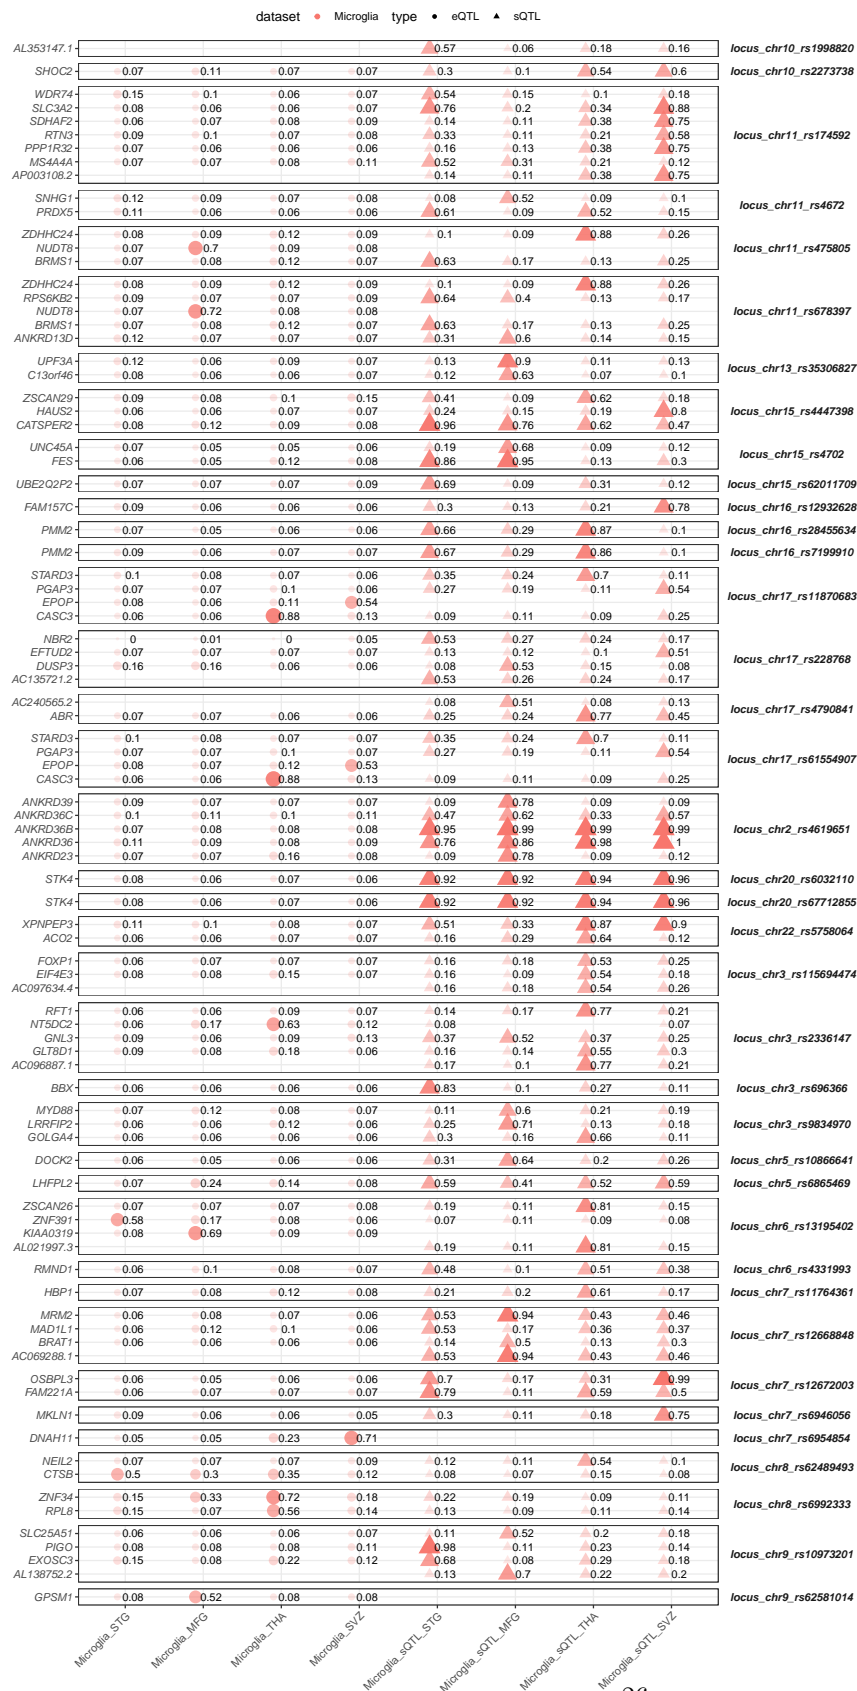 dataset Microglia type eQTL sQTL
AL353147.1 0.57 0.06 0.18 0.16 locus_chr10_rs1998820
SHOC2 0.07 0.11 0.07 0.07 0.3 0.1 0.54 0.6 locus_chr10_rs2273738
WDR74 0.15 0.1 0.06 0.07 0.54 0.15 0.1 0.18
SLC3A2 0.08 0.06 0.06 0.07 0.76 0.2 0.34 0.88
SDHAF2 0.06 0.07 0.08 0.09 0.14 0.11 0.38 0.75
RTN3 0.09 0.1 0.08 0.07 0.33 0.11 0.21 0.58 locus_chr11_rs174592
PPP1R32 0.07 0.06 0.06 0.06 0.16 0.13 0.38 0.75
MS4A4A 0.07 0.07 0.08 0.11 0.52 0.31 0.21 0.12
AP003108.2 0.14 0.11 0.38 0.75
SNHG1 0.12 0.09 0.07 0.08 0.08 0.52 0.09 0.1 locus_chr11_rs4672
PRDX5 0.11 0.06 0.06 0.06 0.61 0.09 0.52 0.15
ZDHHC24 0.08 0.09 0.12 0.09 0.1 0.09 0.88 0.26
NUDT8 0.07 0.7 0.09 0.08 locus_chr11_rs475805
BRMS1 0.07 0.08 0.12 0.07 0.63 0.17 0.13 0.25
ZDHHC24 0.08 0.09 0.12 0.09 0.1 0.09 0.88 0.26
RPS6KB2 0.09 0.07 0.07 0.09 0.64 0.4 0.13 0.17
NUDT8 0.07 0.72 0.08 0.08 locus_chr11_rs678397
BRMS1 0.07 0.08 0.12 0.07 0.63 0.17 0.13 0.25
ANKRD13D 0.12 0.07 0.07 0.07 0.31 0.6 0.14 0.15
UPF3A 0.12 0.06 0.09 0.07 0.13 0.9 0.11 0.13 locus_chr13_rs35306827
C13orf46 0.08 0.06 0.06 0.07 0.12 0.63 0.07 0.1
ZSCAN29 0.09 0.08 0.1 0.15 0.41 0.09 0.62 0.18
HAUS2 0.06 0.06 0.07 0.07 0.24 0.15 0.19 0.8 locus_chr15_rs4447398
CATSPER2 0.08 0.12 0.09 0.08 0.96 0.76 0.62 0.47
UNC45A 0.07 0.05 0.05 0.06 0.19 0.68 0.09 0.12 locus_chr15_rs4702
FES 0.06 0.05 0.12 0.08 0.86 0.95 0.13 0.3
UBE2Q2P2 0.07 0.07 0.07 0.09 0.69 0.09 0.31 0.12 locus_chr15_rs62011709
FAM157C 0.09 0.06 0.06 0.06 0.3 0.13 0.21 0.78 locus_chr16_rs12932628
PMM2 0.07 0.05 0.06 0.06 0.66 0.29 0.87 0.1 locus_chr16_rs28455634
PMM2 0.09 0.06 0.07 0.07 0.67 0.29 0.86 0.1 locus_chr16_rs7199910
STARD3 0.1 0.08 0.07 0.06 0.35 0.24 0.7 0.11
PGAP3 0.07 0.07 0.1 0.06 0.27 0.19 0.11 0.54 locus_chr17_rs11870683
EPOP 0.08 0.06 0.11 0.54
CASC3 0.06 0.06 0.88 0.13 0.09 0.11 0.09 0.25
NBR2 0 0.01 0 0.05 0.53 0.27 0.24 0.17
EFTUD2 0.07 0.07 0.07 0.06 0.13 0.12 0.1 0.51 locus_chr17_rs228768
DUSP3 0.16 0.16 0.06 0.06 0.08 0.53 0.15 0.08
AC135721.2 0.53 0.26 0.24 0.17
AC240565.2 0.08 0.51 0.08 0.13 locus_chr17_rs4790841
ABR 0.07 0.07 0.06 0.06 0.25 0.24 0.77 0.45
STARD3 0.1 0.08 0.07 0.07 0.35 0.24 0.7 0.11
PGAP3 0.07 0.07 0.1 0.07 0.27 0.19 0.11 0.54 locus_chr17_rs61554907
EPOP 0.08 0.07 0.12 0.53
CASC3 0.06 0.06 0.88 0.13 0.09 0.11 0.09 0.25
ANKRD39 0.09 0.07 0.07 0.07 0.09 0.78 0.09 0.09
ANKRD36C 0.1 0.11 0.1 0.11 0.47 0.62 0.33 0.57
ANKRD36B 0.07 0.08 0.08 0.08 0.95 0.99 0.99 0.99 locus_chr2_rs4619651
ANKRD36 0.11 0.09 0.08 0.09 0.76 0.86 0.98 1
ANKRD23 0.07 0.07 0.16 0.08 0.09 0.78 0.09 0.12
STK4 0.08 0.06 0.07 0.06 0.92 0.92 0.94 0.96 locus_chr20_rs6032110
STK4 0.08 0.06 0.07 0.06 0.92 0.92 0.94 0.96 locus_chr20_rs67712855
XPNPEP3 0.11 0.1 0.08 0.07 0.51 0.33 0.87 0.9 locus_chr22_rs5758064
ACO2 0.06 0.06 0.07 0.07 0.16 0.29 0.64 0.12
FOXP1 0.06 0.07 0.07 0.06 0.16 0.18 0.53 0.25
EIF4E3 0.08 0.08 0.15 0.07 0.16 0.09 0.54 0.18 locus_chr3_rs115694474
AC097634.4 0.16 0.18 0.54 0.26
RFT1 0.06 0.06 0.09 0.07 0.14 0.17 0.77 0.21
NT5DC2 0.06 0.17 0.63 0.12 0.08 0.07
GNL3 0.09 0.06 0.09 0.13 0.37 0.52 0.37 0.25 locus_chr3_rs2336147
GLT8D1 0.09 0.08 0.18 0.06 0.16 0.14 0.55 0.3
AC096887.1 0.17 0.1 0.77 0.21
BBX 0.06 0.06 0.06 0.06 0.83 0.1 0.27 0.11 locus_chr3_rs696366
MYD88 0.07 0.12 0.08 0.07 0.11 0.6 0.21 0.19
LRRFIP2 0.06 0.06 0.12 0.06 0.25 0.71 0.13 0.18 locus_chr3_rs9834970
GOLGA4 0.06 0.06 0.06 0.06 0.3 0.16 0.66 0.11
DOCK2 0.06 0.05 0.06 0.06 0.31 0.64 0.2 0.26 locus_chr5_rs10866641
LHFPL2 0.07 0.24 0.14 0.08 0.59 0.41 0.52 0.59 locus_chr5_rs6865469
ZSCAN26 0.07 0.07 0.07 0.08 0.19 0.11 0.81 0.15
ZNF391 0.58 0.17 0.08 0.06 0.07 0.11 0.09 0.08 locus_chr6_rs13195402
KIAA0319 0.08 0.69 0.09 0.09
AL021997.3 0.19 0.11 0.81 0.15
RMND1 0.06 0.1 0.08 0.07 0.48 0.1 0.51 0.38 locus_chr6_rs4331993
HBP1 0.07 0.08 0.12 0.08 0.21 0.2 0.61 0.17 locus_chr7_rs11764361
MRM2 0.06 0.08 0.07 0.06 0.53 0.94 0.43 0.46
MAD1L1 0.06 0.12 0.1 0.06 0.53 0.17 0.36 0.37 locus_chr7_rs12668848
BRAT1 0.06 0.06 0.06 0.06 0.14 0.5 0.13 0.3
AC069288.1 0.53 0.94 0.43 0.46
OSBPL3 0.06 0.05 0.06 0.06 0.7 0.17 0.31 0.99 locus_chr7_rs12672003
FAM221A 0.06 0.07 0.07 0.07 0.79 0.11 0.59 0.5
MKLN1 0.09 0.06 0.06 0.05 0.3 0.11 0.18 0.75 locus_chr7_rs6946056
DNAH11 0.05 0.05 0.23 0.71 locus_chr7_rs6954854
NEIL2 0.07 0.07 0.07 0.09 0.12 0.11 0.54 0.1 locus_chr8_rs62489493
CTSB 0.5 0.3 0.35 0.12 0.08 0.07 0.15 0.08
ZNF34 0.15 0.33 0.72 0.18 0.22 0.19 0.09 0.11 locus_chr8_rs6992333
RPL8 0.15 0.07 0.56 0.14 0.13 0.09 0.11 0.14
SLC25A51 0.06 0.06 0.06 0.07 0.11 0.52 0.2 0.18
PIGO 0.08 0.08 0.08 0.11 0.98 0.11 0.23 0.14 locus_chr9_rs10973201
EXOSC3 0.15 0.08 0.22 0.12 0.68 0.08 0.29 0.18
AL138752.2 0.13 0.7 0.22 0.2
GPSM1 0.08 0.52 0.08 0.08 locus_chr9_rs62581014
Microglia_STG Microglia_MFG Microglia_THA Microglia_SVZ Microglia_sQTL_STG Microglia_sQTL_MFG Microglia_sQTL_THA Microglia_sQTL_SVZ